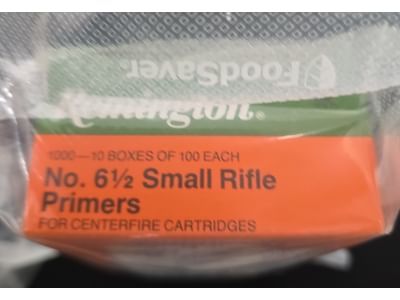 FoodSaver
Remington®
1000—10 BOXES OF 100 EACH
No. 6½ Small Rifle
Primers
FOR CENTERFIRE CARTRIDGES